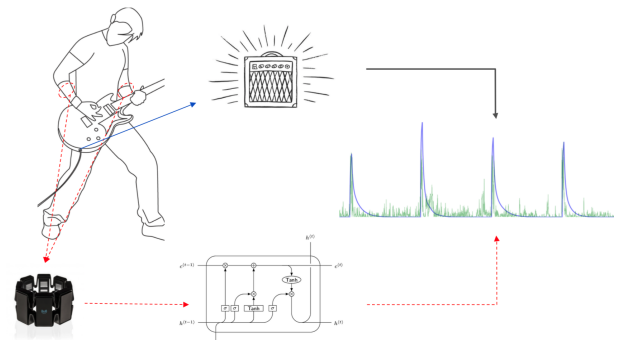 h⁽ᵗ⁾
c⁽ᵗ⁻¹⁾ c⁽ᵗ⁾
Tanh
σ σ Tanh σ
h⁽ᵗ⁻¹⁾ h⁽ᵗ⁾